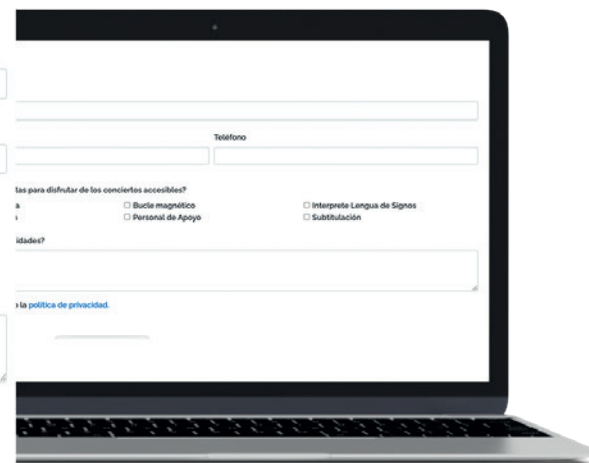 Teléfono
tas para disfrutar de los conciertos accesibles?
a Bucle magnético Interprete Lengua de Signos
s Personal de Apoyo Subtitulación
idades?
la política de privacidad.